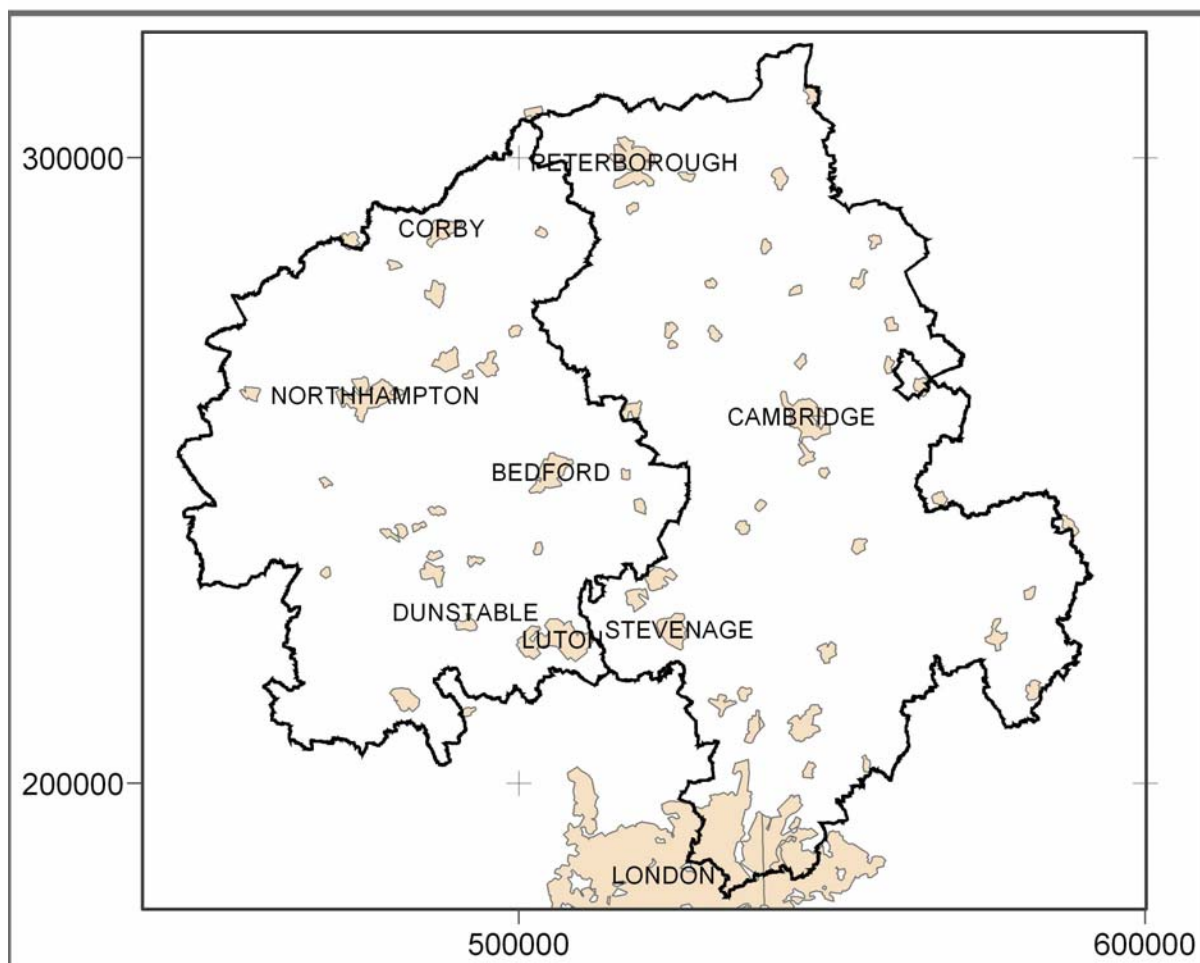 300000
PETERBOROUGH
CORBY
NORTHHAMPTON
CAMBRIDGE
BEDFORD
DUNSTABLE
LUTON
STEVENAGE
200000
LONDON
500000
600000